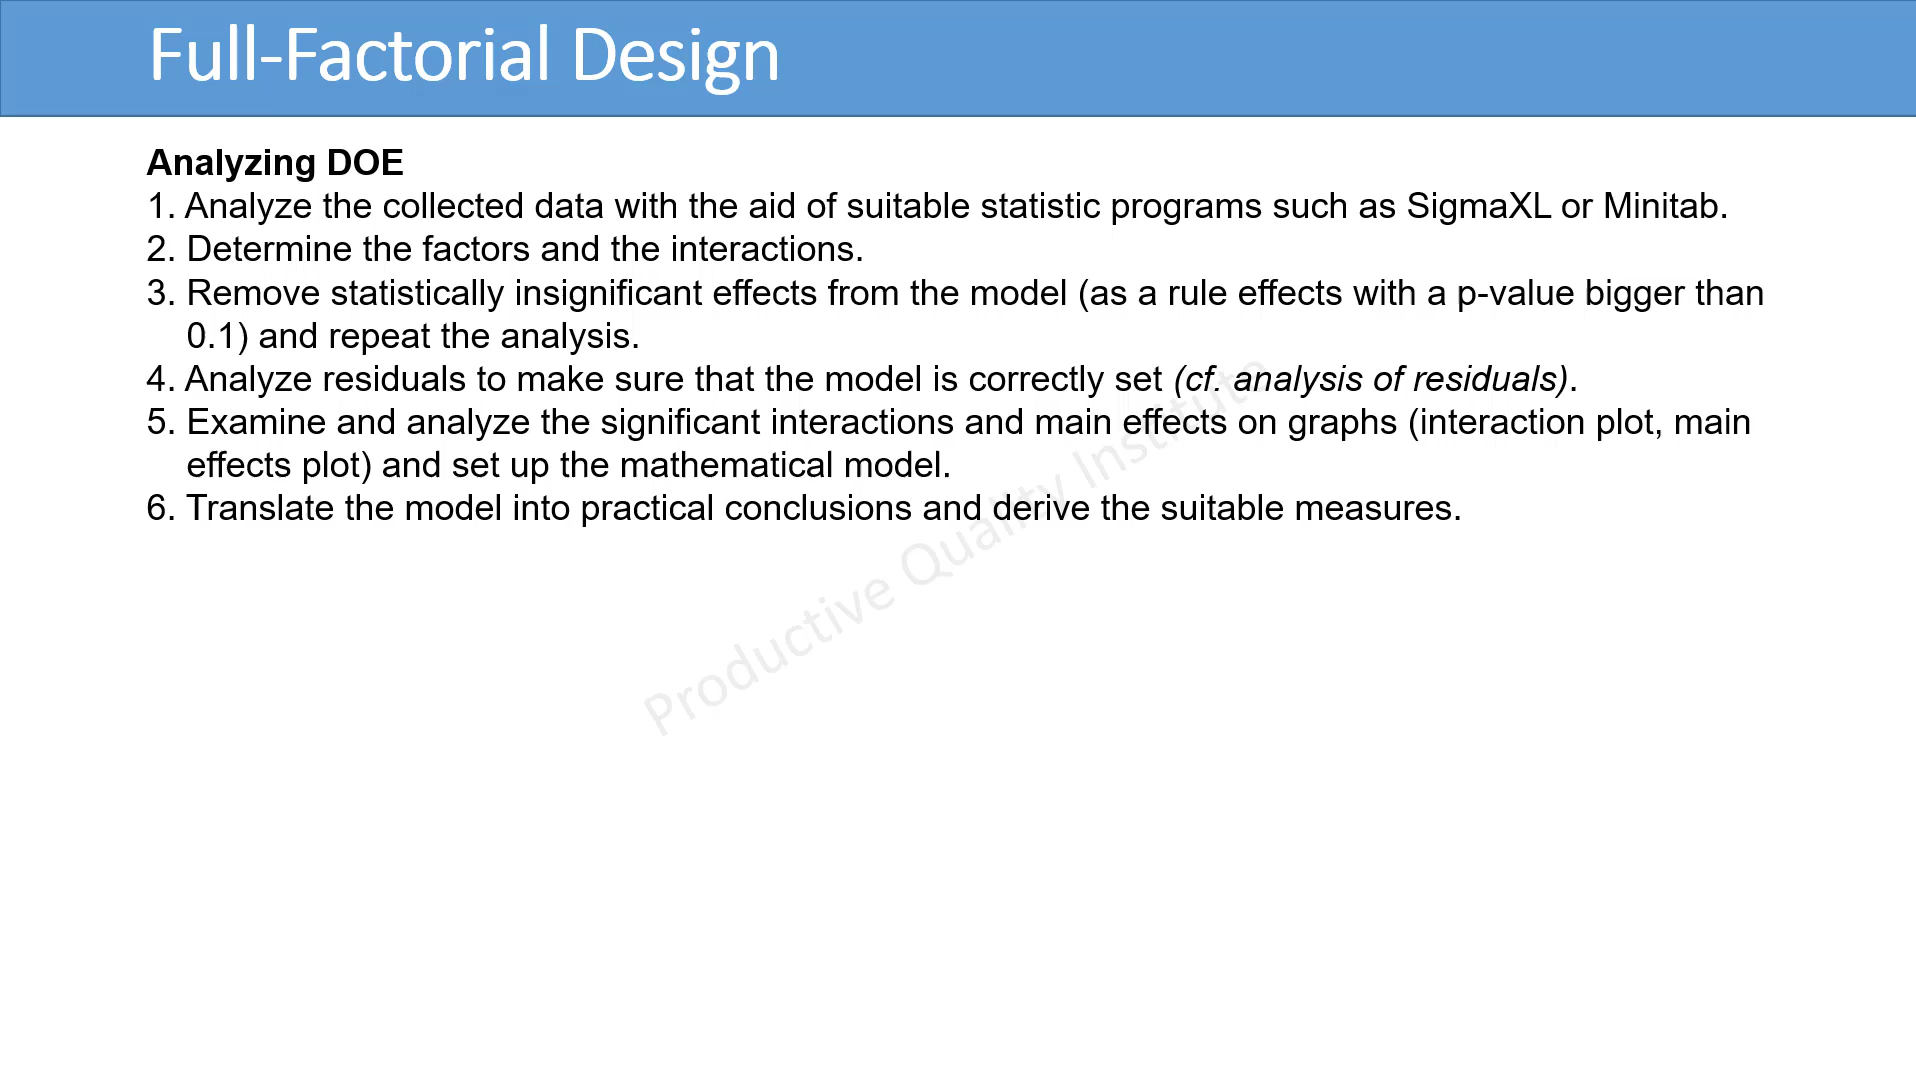 Full-Factorial Design
Analyzing DOE
1. Analyze the collected data with the aid of suitable statistic programs such as SigmaXL or Minitab.
2. Determine the factors and the interactions.
3. Remove statistically insignificant effects from the model (as a rule effects with a p-value bigger than
0.1) and repeat the analysis.
4. Analyze residuals to make sure that the model is correctly set (cf. analysis of residuals).
5. Examine and analyze the significant interactions and main effects on graphs (interaction plot, main
effects plot) and set up the mathematical model.
6. Translate the model into practical conclusions and derive the suitable measures.
Productive Quality Institute